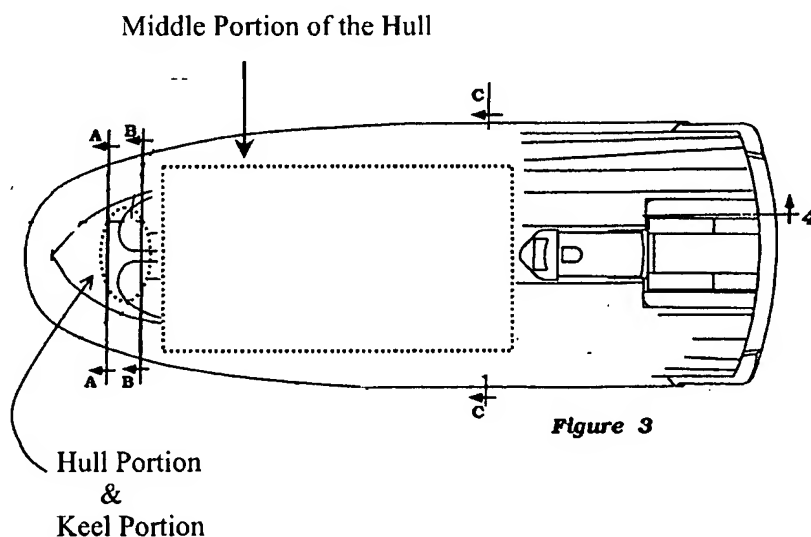 Middle Portion of the Hull
C
A B
4
A B
C
Figure 3
Hull Portion
&
Keel Portion